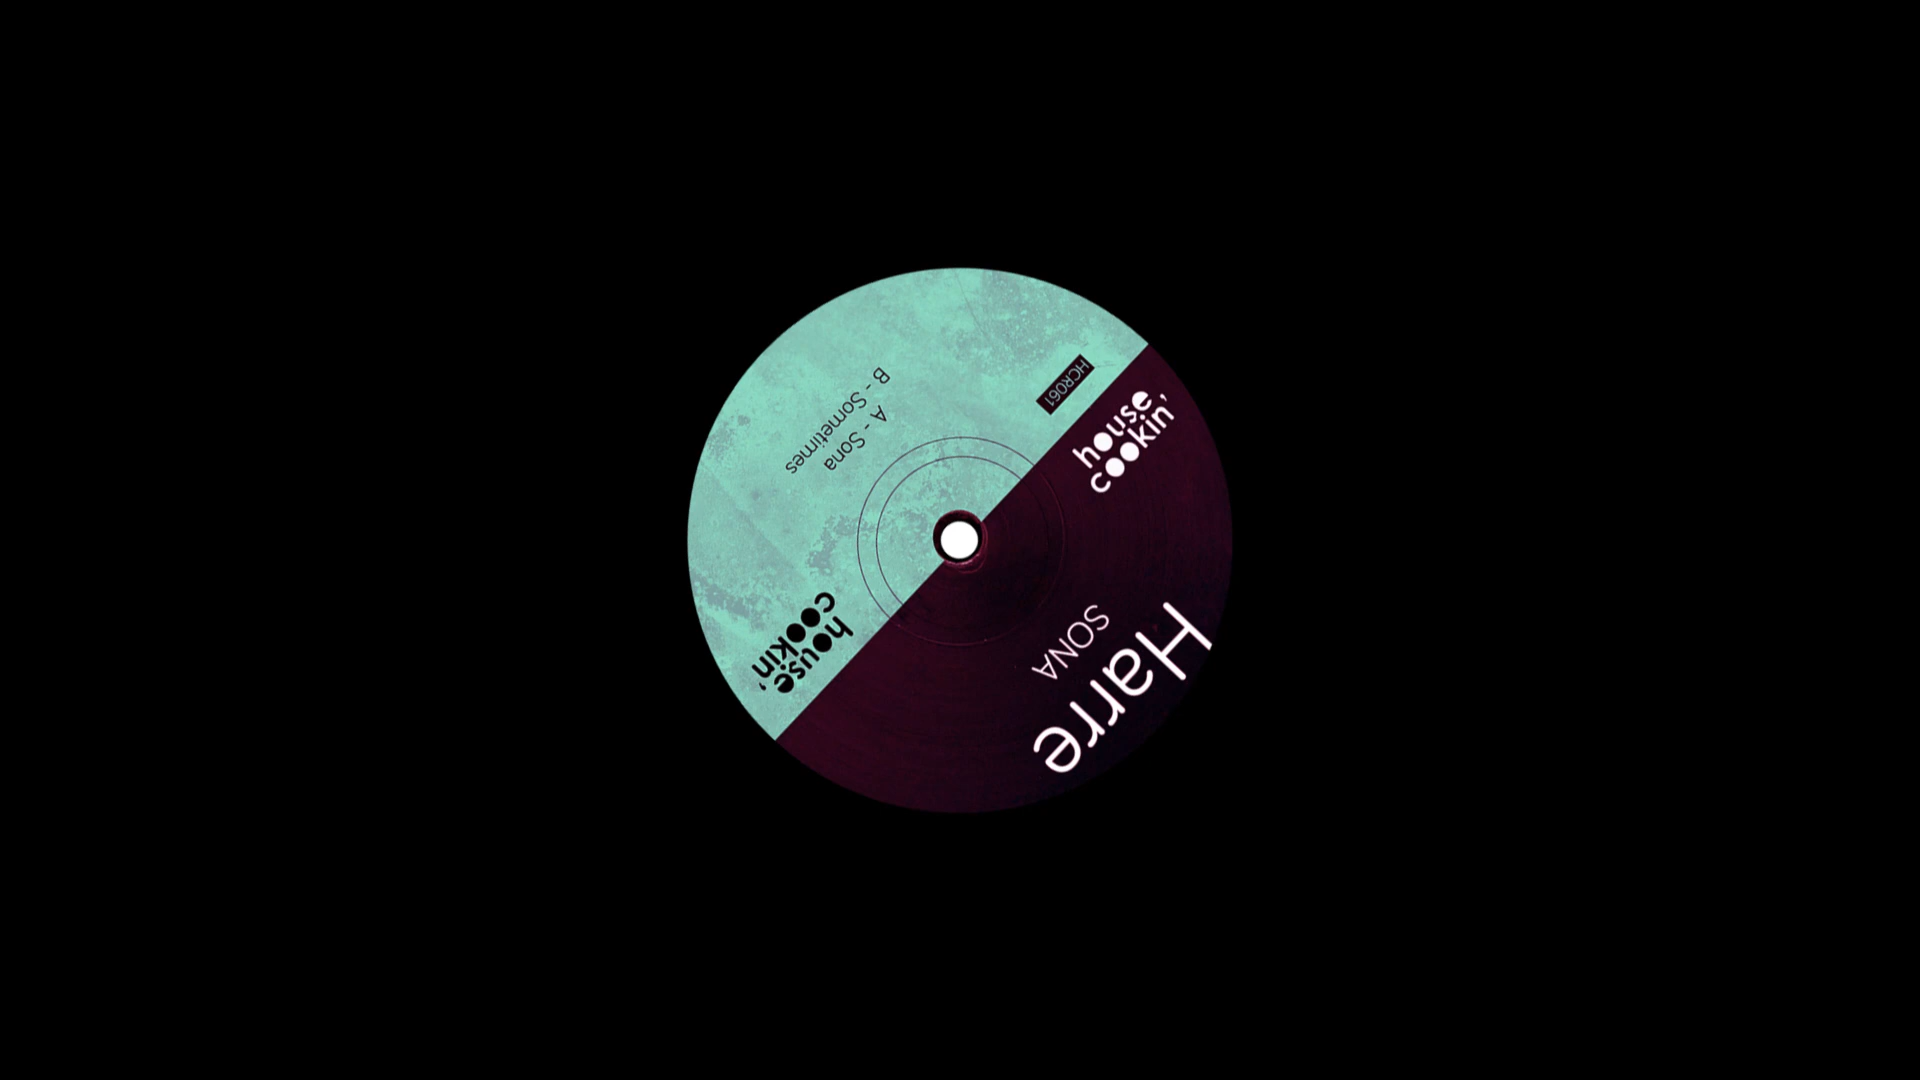 Harre
SONA
house
cookin'
A - Sona
B - Sometimes
HCR061
house
cookin'